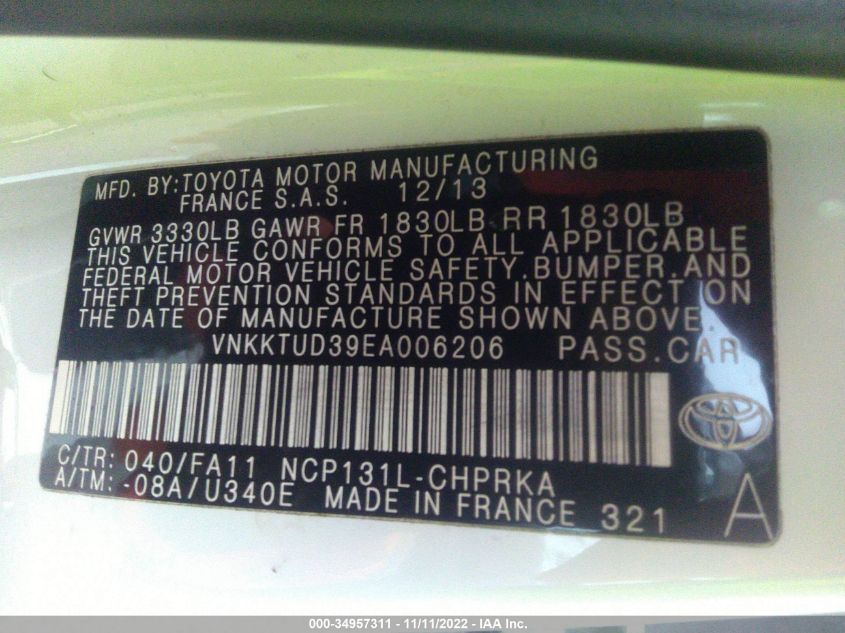 MFD. BY:TOYOTA MOTOR MANUFACTURING
FRANCE S.A.S. 12/13
GVWR 3330LB GAWR FR 1830LB RR 1830LB
THIS VEHICLE CONFORMS TO ALL APPLICABLE
FEDERAL MOTOR VEHICLE SAFETY,BUMPER,AND
THEFT PREVENTION STANDARDS IN EFFECT ON
THE DATE OF MANUFACTURE SHOWN ABOVE.
VNKKTUD39EA006206 PASS.CAR
C/TR: 040/FA11 NCP131L-CHPRKA
A/TM: -08A/U340E MADE IN FRANCE 321
A
000-34957311 - 11/11/2022 - IAA Inc.